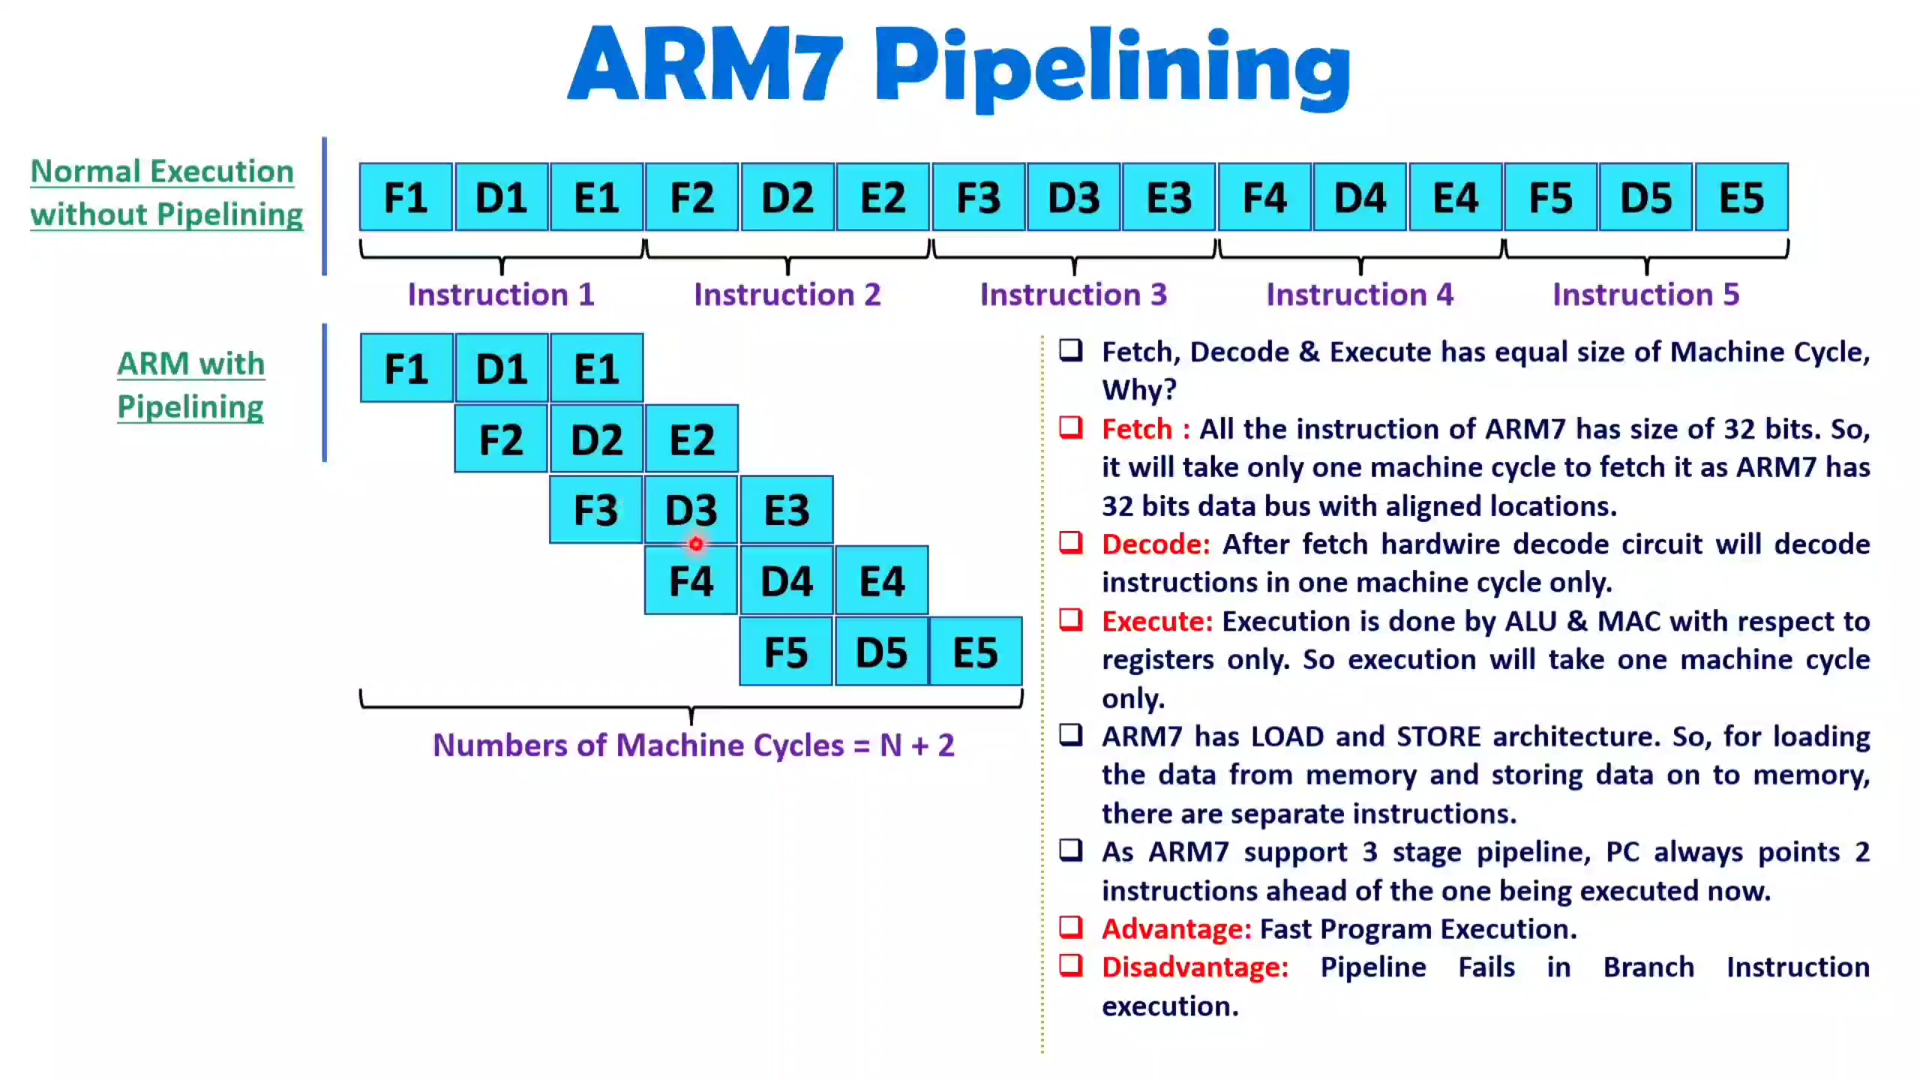 ARM7 Pipelining
Normal Execution
without Pipelining
F1 D1 E1 F2 D2 E2 F3 D3 E3 F4 D4 E4 F5 D5 E5
Instruction 1 Instruction 2 Instruction 3 Instruction 4 Instruction 5
ARM with
Pipelining
F1 D1 E1
F2 D2 E2
F3 D3 E3
F4 D4 E4
F5 D5 E5
Numbers of Machine Cycles = N + 2
Fetch, Decode & Execute has equal size of Machine Cycle,
Why?
Fetch : All the instruction of ARM7 has size of 32 bits. So,
it will take only one machine cycle to fetch it as ARM7 has
32 bits data bus with aligned locations.
Decode: After fetch hardwire decode circuit will decode
instructions in one machine cycle only.
Execute: Execution is done by ALU & MAC with respect to
registers only. So execution will take one machine cycle
only.
ARM7 has LOAD and STORE architecture. So, for loading
the data from memory and storing data on to memory,
there are separate instructions.
As ARM7 support 3 stage pipeline, PC always points 2
instructions ahead of the one being executed now.
Advantage: Fast Program Execution.
Disadvantage: Pipeline Fails in Branch Instruction
execution.